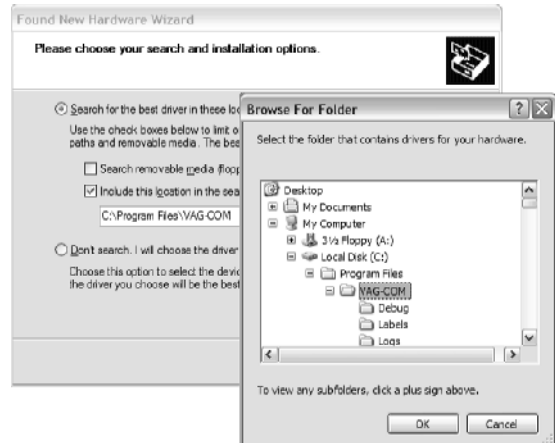 Found New Hardware Wizard
Please choose your search and installation options.
Search for the best driver in these loc
Use the check boxes below to limit o
paths and removable media. The bes
Search removable media (flopp
Include this location in the sea
C:\Program Files\VAG-COM
Don't search. I will choose the driver
Choose this option to select the devic
the driver you choose will be the best
Browse For Folder
Select the folder that contains drivers for your hardware.
Desktop
My Documents
My Computer
3½ Floppy (A:)
Local Disk (C:)
Program Files
VAG-COM
Debug
Labels
Logs
To view any subfolders, click a plus sign above.
OK
Cancel